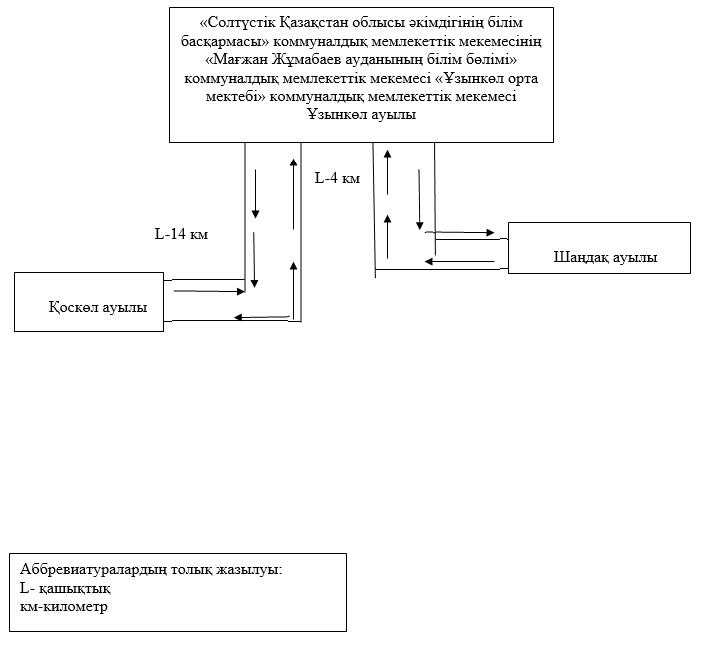 «Солтүстік Қазақстан облысы әкімдігінің білім
басқармасы» коммуналдық мемлекеттік мекемесінің
«Мағжан Жұмабаев ауданының білім бөлімі»
коммуналдық мемлекеттік мекемесі «Ұзынкөл орта
мектебі» коммуналдық мемлекеттік мекемесі
Ұзынкөл ауылы
L-4 км
L-14 км
Шаңдақ ауылы
Қоскөл ауылы
Аббревиатуралардың толық жазылуы:
L- қашықтық
км-километр